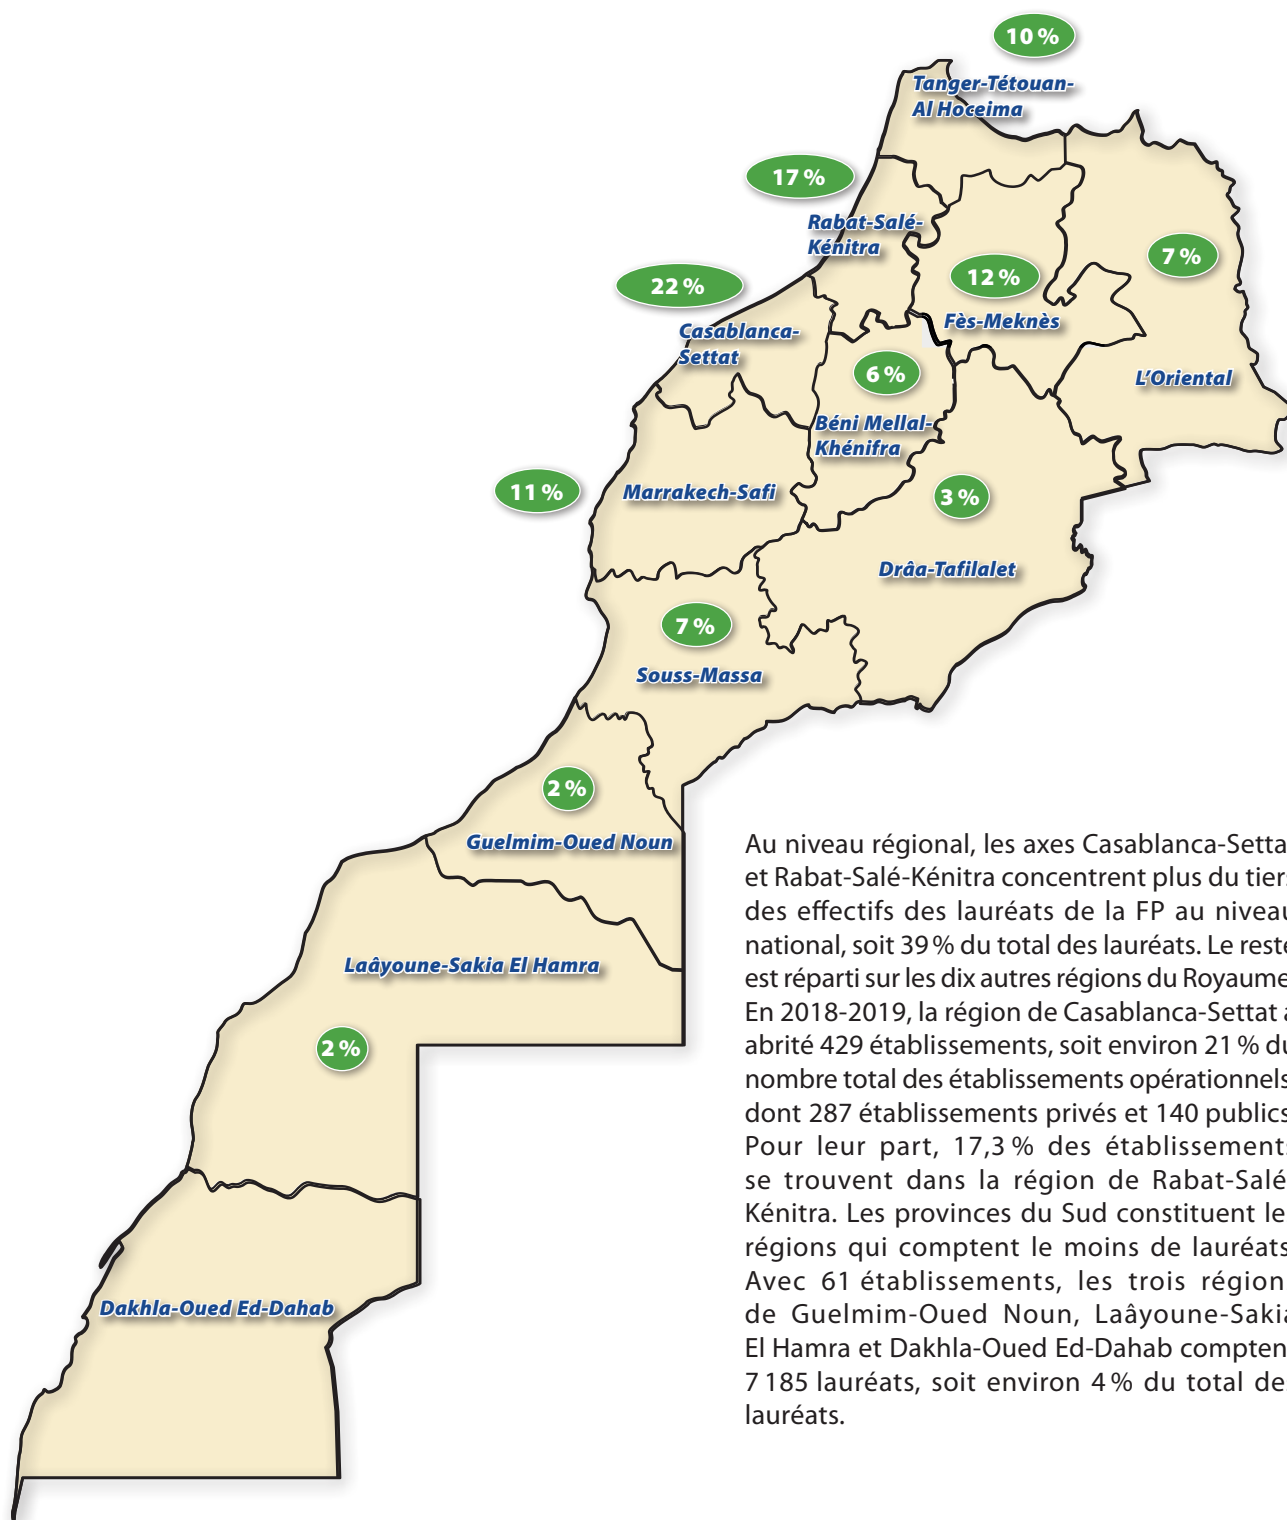 10 %
Tanger-Tétouan-
Al Hoceima
17 %
Rabat-Salé-
Kénitra
7 %
12 %
22 %
Fès-Meknès
Casablanca-
Settat
6 %
L'Oriental
Béni Mellal-
Khénifra
11 %
Marrakech-Safi
3 %
Drâa-Tafilalet
7 %
Souss-Massa
2 %
Guelmim-Oued Noun
Laâyoune-Sakia El Hamra
2 %
Dakhla-Oued Ed-Dahab
Au niveau régional, les axes Casablanca-Setta
et Rabat-Salé-Kénitra concentrent plus du tiers
des effectifs des lauréats de la FP au niveau
national, soit 39 % du total des lauréats. Le reste
est réparti sur les dix autres régions du Royaume
En 2018-2019, la région de Casablanca-Settat a
abrité 429 établissements, soit environ 21 % du
nombre total des établissements opérationnels
dont 287 établissements privés et 140 publics
Pour leur part, 17,3 % des établissements
se trouvent dans la région de Rabat-Salé
Kénitra. Les provinces du Sud constituent le
régions qui comptent le moins de lauréats
Avec 61 établissements, les trois région
de Guelmim-Oued Noun, Laâyoune-Sakia
El Hamra et Dakhla-Oued Ed-Dahab compten
7 185 lauréats, soit environ 4 % du total de
lauréats.